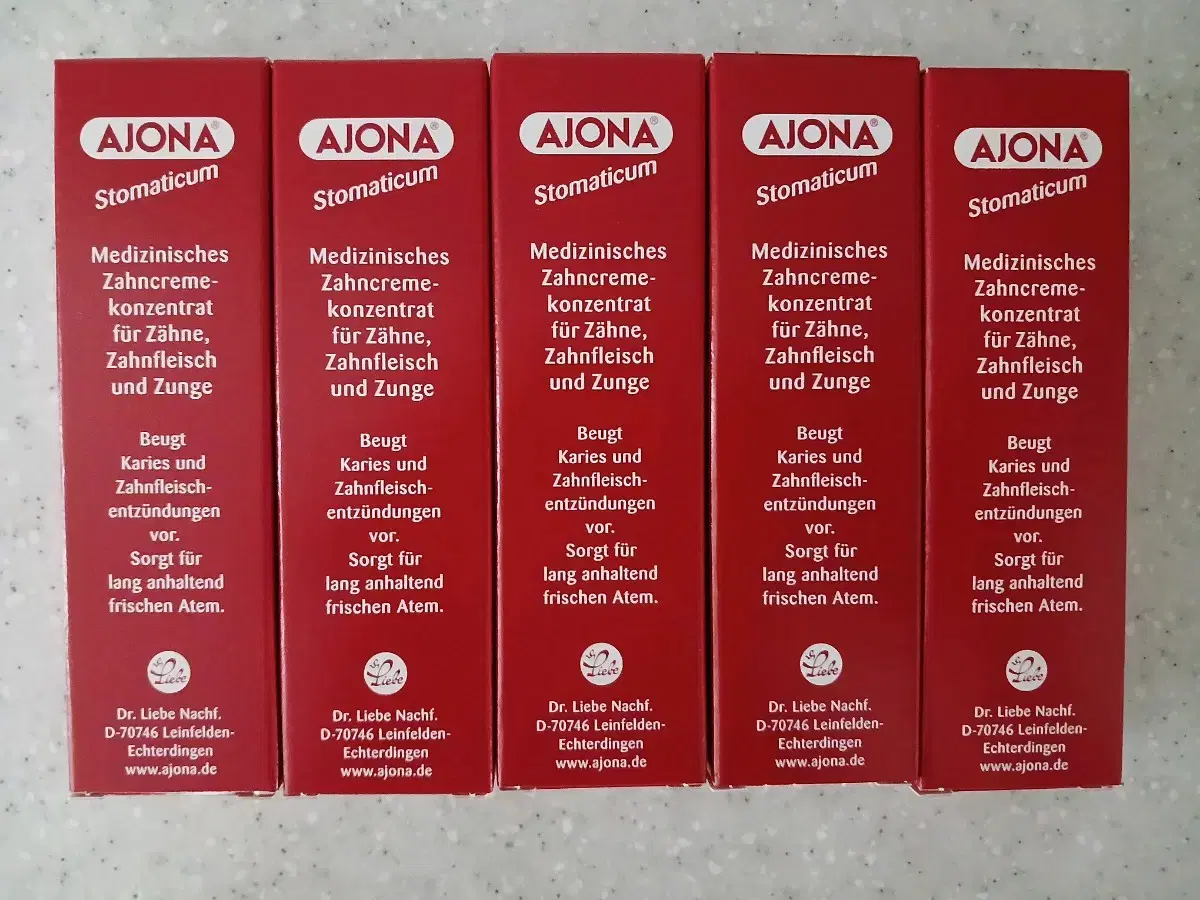 AJONA®
Stomaticum
Medizinisches
Zahncreme-
konzentrat
für Zähne,
Zahnfleisch
und Zunge
Beugt
Karies und
Zahnfleisch-
entzündungen
vor.
Sorgt für
lang anhaltend
frischen Atem.
Liebe
Dr. Liebe Nachf.
D-70746 Leinfelden-
Echterdingen
www.ajona.de
AJONA®
Stomaticum
Medizinisches
Zahncreme-
konzentrat
für Zähne,
Zahnfleisch
und Zunge
Beugt
Karies und
Zahnfleisch-
entzündungen
vor.
Sorgt für
lang anhaltend
frischen Atem.
Liebe
Dr. Liebe Nachf.
D-70746 Leinfelden-
Echterdingen
www.ajona.de
AJONA®
Stomaticum
Medizinisches
Zahncreme-
konzentrat
für Zähne,
Zahnfleisch
und Zunge
Beugt
Karies und
Zahnfleisch-
entzündungen
vor.
Sorgt für
lang anhaltend
frischen Atem.
Liebe
Dr. Liebe Nachf.
D-70746 Leinfelden-
Echterdingen
www.ajona.de
AJONA®
Stomaticum
Medizinisches
Zahncreme-
konzentrat
für Zähne,
Zahnfleisch
und Zunge
Beugt
Karies und
Zahnfleisch-
entzündungen
vor.
Sorgt für
lang anhaltend
frischen Atem.
Liebe
Dr. Liebe Nachf.
D-70746 Leinfelden-
Echterdingen
www.ajona.de
AJONA®
Stomaticum
Medizinisches
Zahncreme-
konzentrat
für Zähne,
Zahnfleisch
und Zunge
Beugt
Karies und
Zahnfleisch-
entzündungen
vor.
Sorgt für
lang anhaltend
frischen Atem.
Liebe
Dr. Liebe Nachf.
D-70746 Leinfelden-
Echterdingen
www.ajona.de